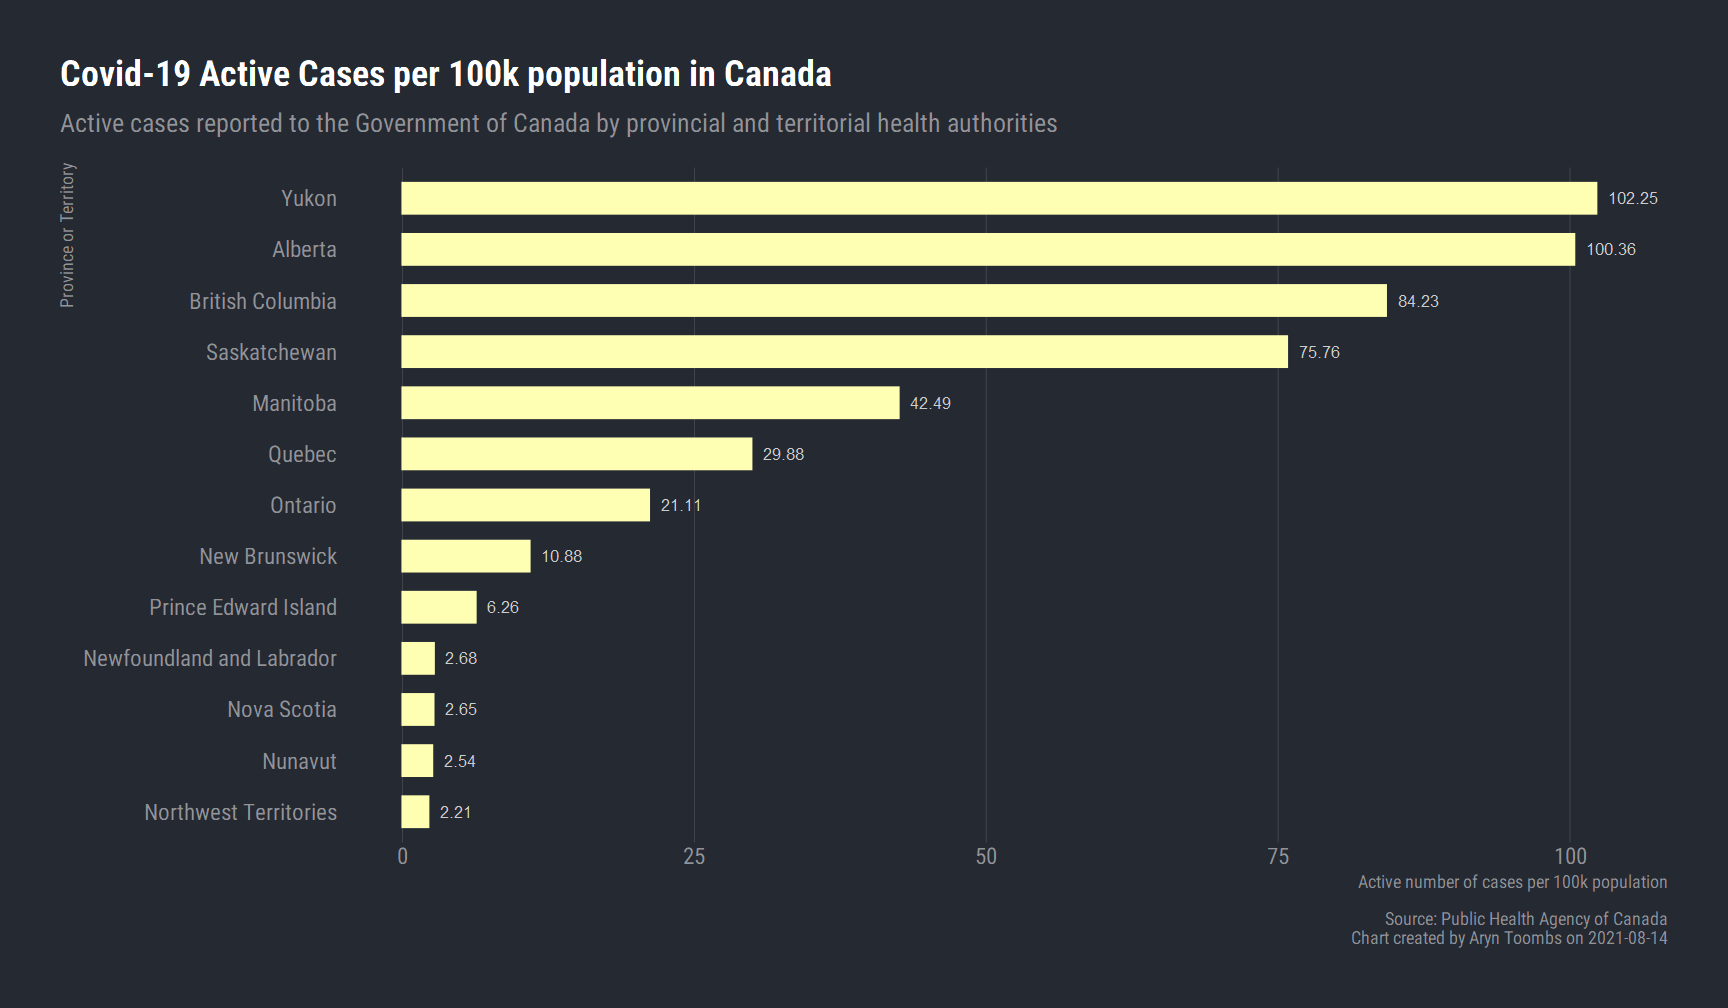 Covid-19 Active Cases per 100k population in Canada
Active cases reported to the Government of Canada by provincial and territorial health authorities
Province or Territory
Yukon 102.25
Alberta 100.36
British Columbia 84.23
Saskatchewan 75.76
Manitoba 42.49
Quebec 29.88
Ontario 21.11
New Brunswick 10.88
Prince Edward Island 6.26
Newfoundland and Labrador 2.68
Nova Scotia 2.65
Nunavut 2.54
Northwest Territories 2.21
0 25 50 75 100
Active number of cases per 100k population
Source: Public Health Agency of Canada
Chart created by Aryn Toombs on 2021-08-14